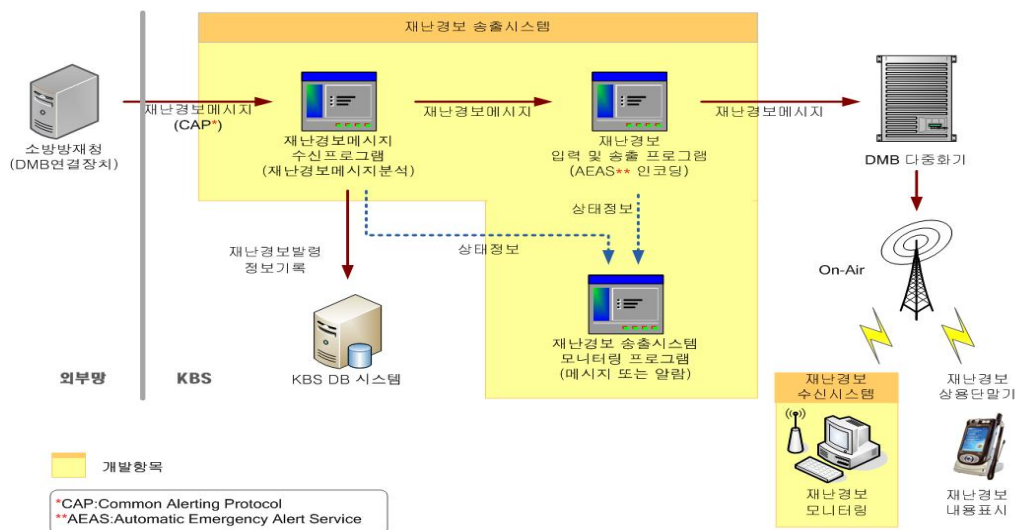 재난경보 송출시스템
소방방재청
(DMB연결장치)
재난경보메시지
(CAP*)
재난경보메시지
수신프로그램
(재난경보메시지분석)
재난경보메시지
재난경보
입력 및 송출 프로그램
(AEAS** 인코딩)
재난경보메시지
DMB 다중화기
상태정보
상태정보
재난경보발령
정보기록
On-Air
재난경보 송출시스템
모니터링 프로그램
(메시지 또는 알람)
KBS DB 시스템
외부망
KBS
재난경보
수신시스템
재난경보
상용단말기
재난경보
모니터링
재난경보
내용표시
개발항목
*CAP:Common Alerting Protocol
**AEAS:Automatic Emergency Alert Service